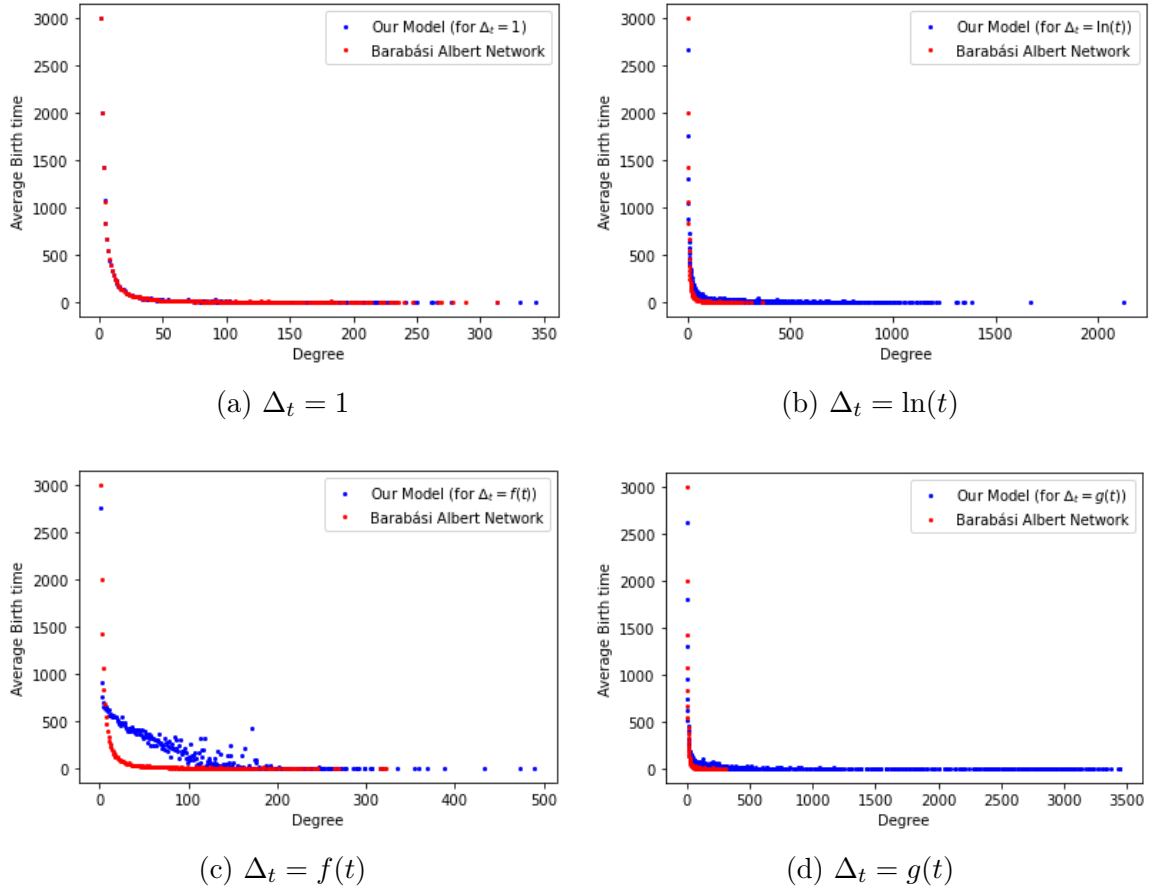 3000
2500
2000
1500
1000
500
0
Average Birth time
Our Model (for Δt = 1)
Barabási Albert Network
0 50 100 150 200 250 300 350
Degree
(a) Δt = 1
3000
2500
2000
1500
1000
500
0
Average Birth time
Our Model (for Δt = ln(t))
Barabási Albert Network
0 500 1000 1500 2000
Degree
(b) Δt = ln(t)
3000
2500
2000
1500
1000
500
0
Average Birth time
Our Model (for Δt = f(t))
Barabási Albert Network
0 100 200 300 400 500
Degree
(c) Δt = f(t)
3000
2500
2000
1500
1000
500
0
Average Birth time
Our Model (for Δt = g(t))
Barabási Albert Network
0 500 1000 1500 2000 2500 3000 3500
Degree
(d) Δt = g(t)